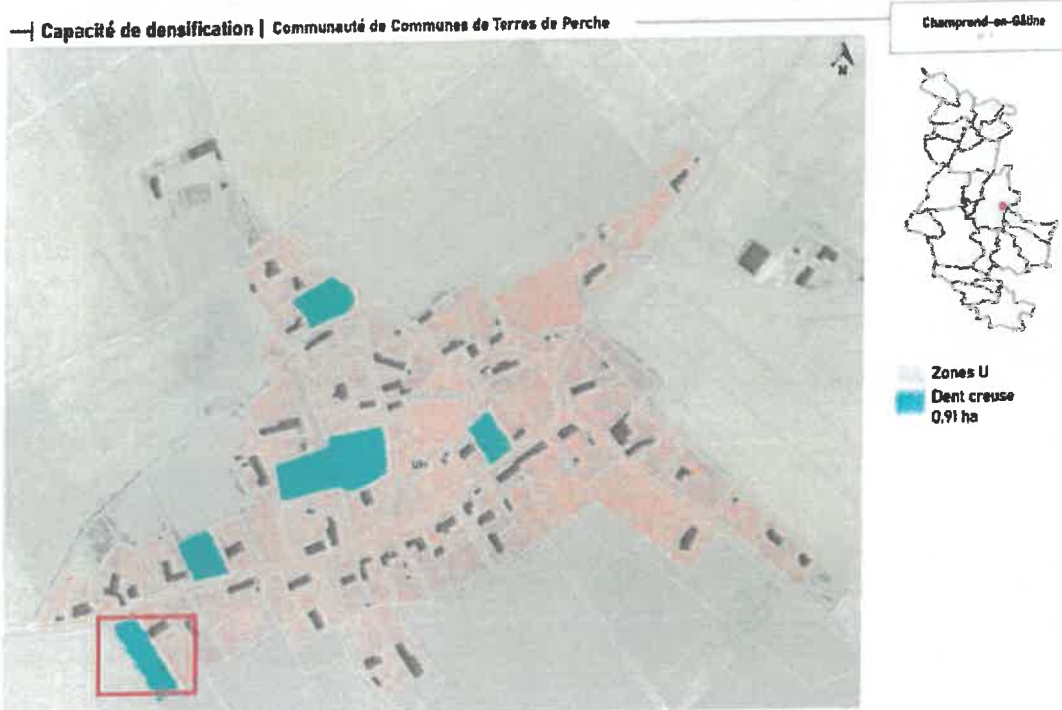 Capacité de densification | Communauté de Communes de Terres de Perche
Champrond-en-Gâtine
N
Zones U
Dent creuse
0,91 ha